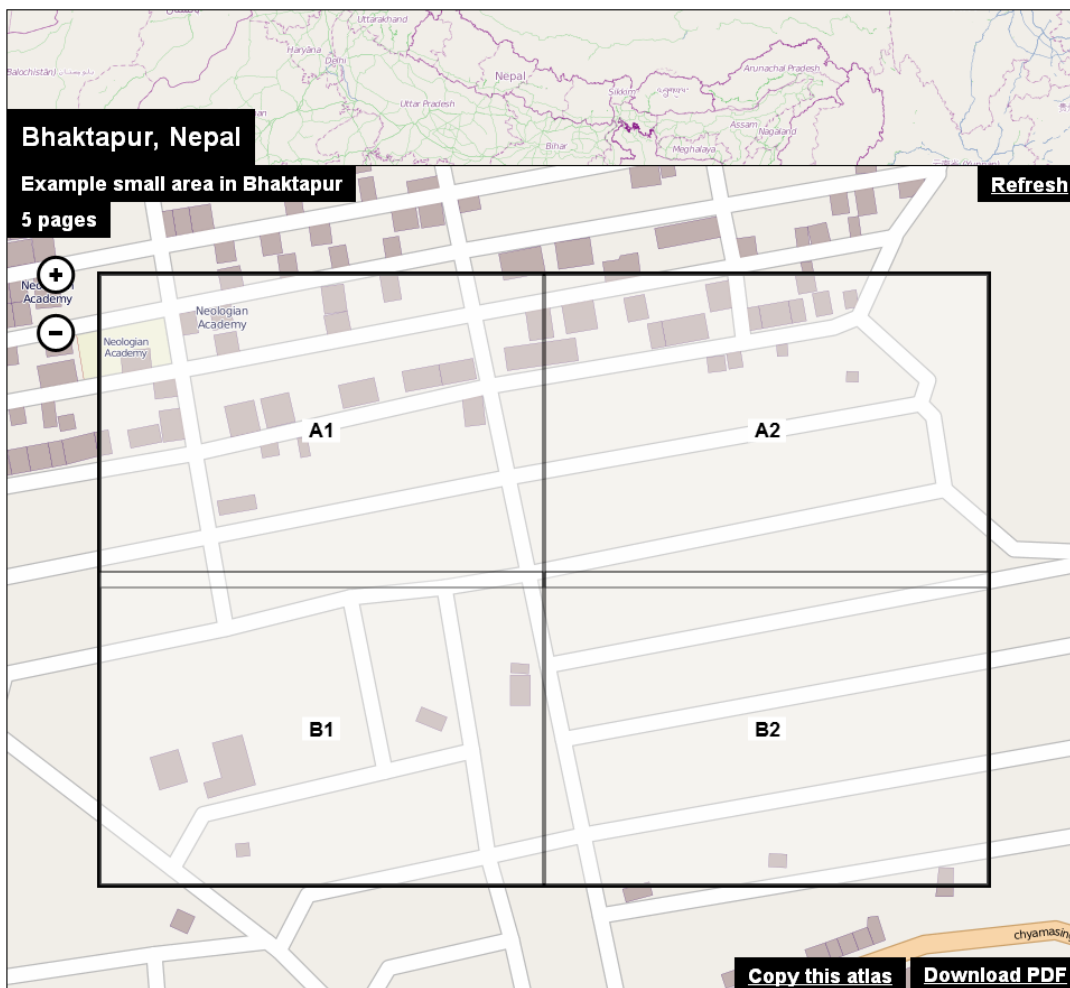 Uttarakhand
Haryana
Delhi
Balochistān
Nepal
Arunachal Pradesh
Sikkim
Uttar Pradesh
Assam
Nagaland
Bihar
Meghalaya
Bhaktapur, Nepal
Example small area in Bhaktapur
Refresh
5 pages
+
Academy
Neologian
Academy
−
Neologian
Academy
A1
A2
B1
B2
chyamasing
Copy this atlas
Download PDF